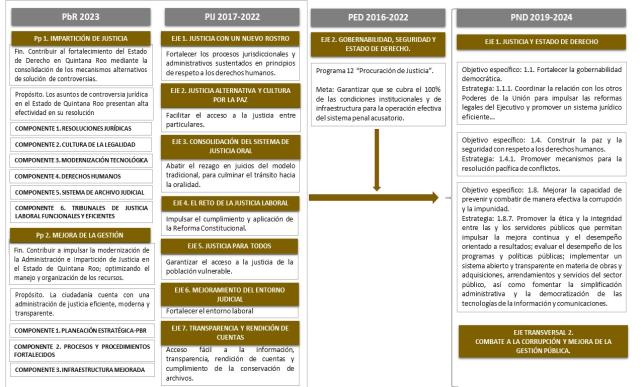 PbR 2023
Pp 1. IMPARTICIÓN DE JUSTICIA
Fin. Contribuir al fortalecimiento del Estado
de Derecho en Quintana Roo mediante la
consolidación de los mecanismos alternativos
de solución de controversias.
Propósito. Los asuntos de controversia jurídica
en el Estado de Quintana Roo presentan alta
efectividad en su resolución
COMPONENTE 1. RESOLUCIONES JURÍDICAS
COMPONENTE 2. CULTURA DE LA LEGALIDAD
COMPONENTE 3. MODERNIZACIÓN TECNOLÓGICA
COMPONENTE 4. DERECHOS HUMANOS
COMPONENTE 5. SISTEMA DE ARCHIVO JUDICIAL
COMPONENTE 6. TRIBUNALES DE JUSTICIA
LABORAL FUNCIONALES Y EFICIENTES
Pp 2. MEJORA DE LA GESTIÓN
Fin. Contribuir a impulsar la modernización de
la Administración e Impartición de Justicia en
el Estado de Quintana Roo; optimizando el
manejo y organización de los recursos.
Propósito. La ciudadanía cuenta con una
administración de justicia eficiente, moderna y
transparente.
COMPONENTE 1. PLANEACIÓN ESTRATÉGICA-PBR
COMPONENTE 2. PROCESOS Y PROCEDIMIENTOS
FORTALECIDOS
COMPONENTE 3. INFRAESTRUCTURA MEJORADA
PIJ 2017-2022
EJE 1. JUSTICIA CON UN NUEVO ROSTRO
Fortalecer los procesos jurisdiccionales y
administrativos sustentados en principios
de respeto a los derechos humanos.
EJE 2. JUSTICIA ALTERNATIVA Y CULTURA
POR LA PAZ
Facilitar el acceso a la justicia entre
particulares.
EJE 3. CONSOLIDACIÓN DEL SISTEMA DE
JUSTICIA ORAL
Abatir el rezago en juicios del modelo
tradicional, para culminar el tránsito hacia
la oralidad.
EJE 4. EL RETO DE LA JUSTICIA LABORAL
Impulsar el cumplimiento y aplicación de
la Reforma Constitucional.
EJE 5. JUSTICIA PARA TODOS
Garantizar el acceso a la justicia de la
población vulnerable.
EJE 6. MEJORAMIENTO DEL ENTORNO
JUDICIAL
Fortalecer el entorno laboral
EJE 7. TRANSPARENCIA Y RENDICIÓN DE
CUENTAS
Acceso fácil a la información,
transparencia, rendición de cuentas y
cumplimiento de la conservación de
archivos.
PED 2016-2022
EJE 2. GOBERNABILIDAD, SEGURIDAD Y
ESTADO DE DERECHO.
Programa 12 "Procuración de Justicia".
Meta: Garantizar que se cubra el 100%
de las condiciones institucionales y de
infraestructura para la operación efectiva
del sistema penal acusatorio.
PND 2019-2024
EJE 1. JUSTICIA Y ESTADO DE DERECHO
Objetivo específico: 1.1. Fortalecer la gobernabilidad
democrática.
Estrategia: 1.1.1. Coordinar la relación con los otros
Poderes de la Unión para impulsar las reformas
legales del Ejecutivo y promover un sistema jurídico
eficiente...
Objetivo específico: 1.4. Construir la paz y la
seguridad con respeto a los derechos humanos.
Estrategia: 1.4.1. Promover mecanismos para la
resolución pacífica de conflictos.
Objetivo específico: 1.8. Mejorar la capacidad de
prevenir y combatir de manera efectiva la corrupción
y la impunidad.
Estrategia: 1.8.7. Promover la ética y la integridad
entre las y los servidores públicos que permitan
impulsar la mejora continua y el desempeño
orientado a resultados; evaluar el desempeño de los
programas y políticas públicas; implementar un
sistema abierto y transparente en materia de obras y
adquisiciones, arrendamientos y servicios del sector
público, así como fomentar la simplificación
administrativa y la democratización de las
tecnologías de la información y comunicaciones.
EJE TRANSVERSAL 2.
COMBATE A LA CORRUPCIÓN Y MEJORA DE LA
GESTIÓN PÚBLICA.